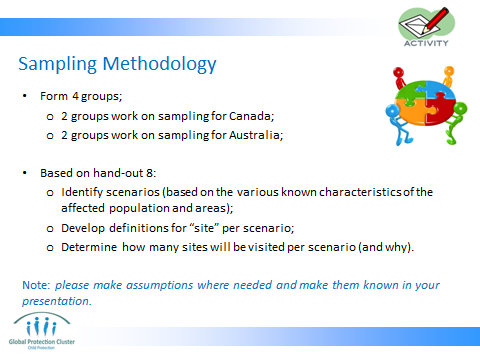 ACTIVITY
Sampling Methodology
• Form 4 groups;
o 2 groups work on sampling for Canada;
o 2 groups work on sampling for Australia;
• Based on hand-out 8:
o Identify scenarios (based on the various known characteristics of the
affected population and areas);
o Develop definitions for “site” per scenario;
o Determine how many sites will be visited per scenario (and why).
Note: please make assumptions where needed and make them known in your
presentation.
Global Protection Cluster
Child Protection